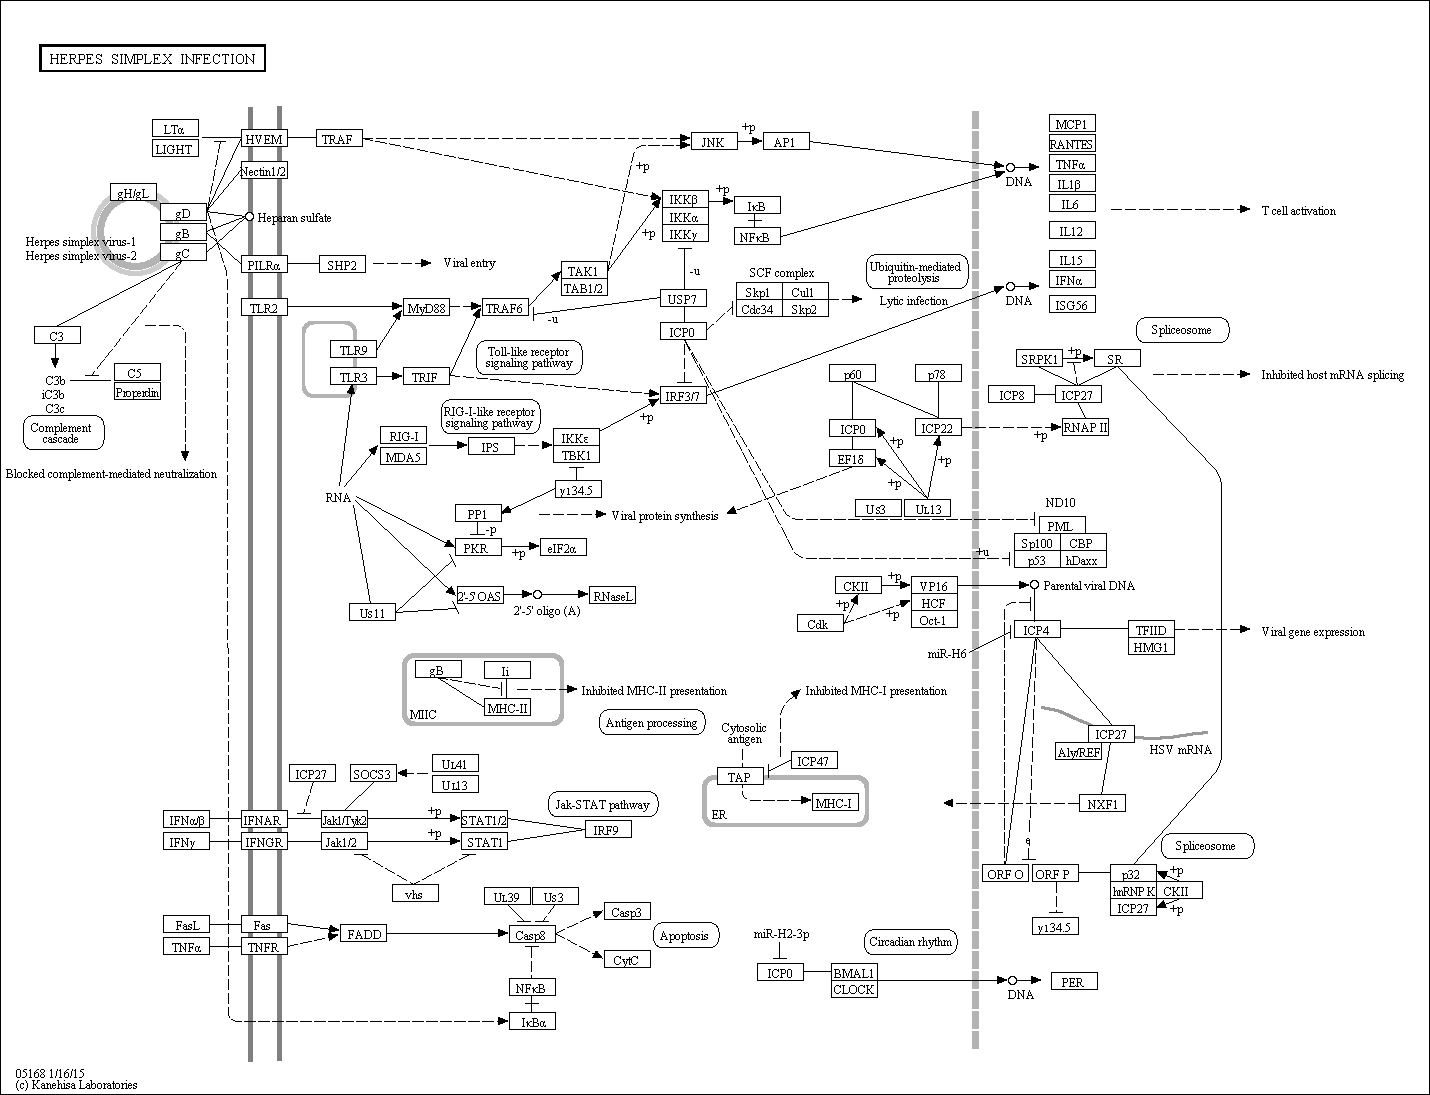 HERPES SIMPLEX INFECTION
LTα
LIGHT
HVEM
TRAF
Nectin1/2
gH/gL
gD
gB
gC
Heparan sulfate
Herpes simplex virus-1
Herpes simplex virus-2
PILRα
SHP2
Viral entry
TLR2
MyD88
TRAF6
TAK1
TAB1/2
JNK
+p
AP1
+p
IKKβ
IKKα
IKKγ
+p
+p
IκB
NFκB
DNA
MCP1
RANTES
TNFα
IL1β
IL6
IL12
IL15
IFNα
ISG56
T cell activation
DNA
-u
USP7
-u
ICP0
SCF complex
Skp1
Cul1
Cdc34
Skp2
Ubiquitin-mediated
proteolysis
Lytic infection
C3
C3b
iC3b
C3c
C5
Properdin
Complement
cascade
Blocked complement-mediated neutralization
TLR9
TLR3
TRIF
Toll-like receptor
signaling pathway
IRF3/7
+p
RIG-I-like receptor
signaling pathway
RIG-I
MDA5
IPS
IKKε
TBK1
γ134.5
RNA
PP1
-p
Viral protein synthesis
PKR
+p
eIF2α
2'-5' OAS
2'-5' oligo (A)
RNaseL
Us11
p60
p78
ICP0
ICP22
EF1δ
+p
+p
+p
Us3
UL13
Spliceosome
SRPK1
+p
SR
ICP8
ICP27
Inhibited host mRNA splicing
+p
RNAP II
ND10
PML
Sp100
CBP
p53
hDaxx
+u
CKII
+p
VP16
HCF
Oct-1
+p
+p
Cdk
Parental viral DNA
ICP4
TFIID
HMG1
Viral gene expression
miR-H6
gB
Ii
MHC-II
MIIC
Inhibited MHC-II presentation
Antigen processing
Inhibited MHC-I presentation
Cytosolic
antigen
TAP
ICP47
MHC-I
ER
ICP27
Aly/REF
HSV mRNA
NXF1
ICP27
SOCS3
UL41
UL13
IFNα/β
IFNAR
Jak1/Tyk2
+p
STAT1/2
IFNγ
IFNGR
Jak1/2
+p
STAT1
IRF9
Jak-STAT pathway
vhs
Spliceosome
e
ORF O
ORF P
p32
+p
hnRNP K
CKII
ICP27
+p
γ134.5
FasL
Fas
TNFα
TNFR
FADD
UL39
Us3
Casp8
Casp3
CytC
Apoptosis
NFκB
IκBα
miR-H2-3p
ICP0
BMAL1
CLOCK
Circadian rhythm
DNA
PER
05168 1/16/15
(c) Kanehisa Laboratories